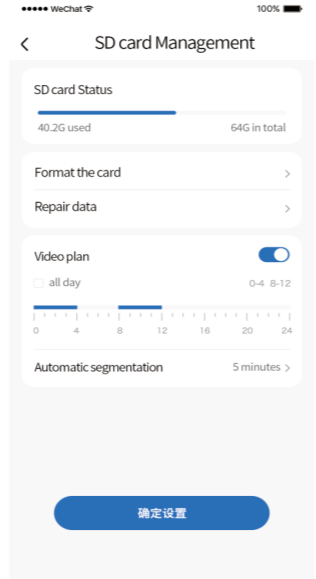 ●●●●● WeChat 100%
SD card Management
SD card Status
40.2G used 64G in total
Format the card
Repair data
Video plan
all day 0-4 8-12
0 4 8 12 16 20 24
Automatic segmentation 5 minutes
确定设置